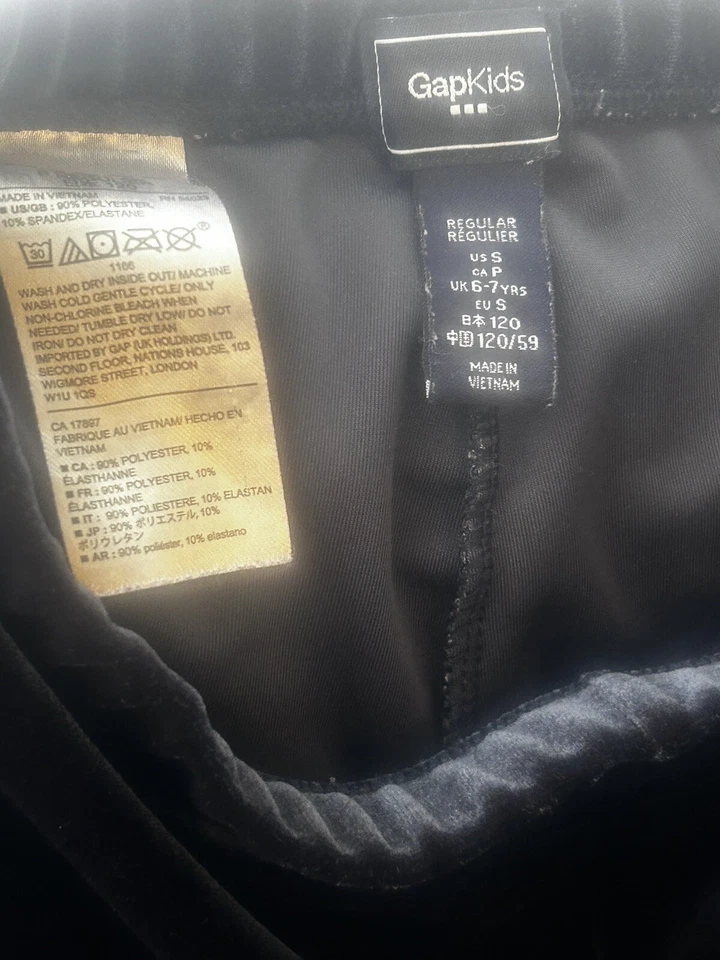 GapKids
REGULAR
RÉGULIER
US S
CA P
UK 6-7 YRS
EU S
日本 120
中国 120/59
MADE IN
VIETNAM
MADE IN VIETNAM
■ US/GB : 90% POLYESTER,
10% SPANDEX/ELASTANE
30
®
1166
WASH AND DRY INSIDE OUT/ MACHINE
WASH COLD GENTLE CYCLE/ ONLY
NON-CHLORINE BLEACH WHEN
NEEDED/ TUMBLE DRY LOW/ DO NOT
IRON/ DO NOT DRY CLEAN
IMPORTED BY GAP (UK HOLDINGS) LTD.
SECOND FLOOR, NATIONS HOUSE, 103
WIGMORE STREET, LONDON
W1U 1QS
CA 17897
FABRIQUE AU VIETNAM/ HECHO EN
VIETNAM
■ CA : 90% POLYESTER, 10%
ÉLASTHANNE
■ FR : 90% POLYESTER, 10%
ÉLASTHANNE
■ IT : 90% POLIESTERE, 10% ELASTAN
■ JP : 90% ポリエステル, 10%
ポリウレタン
■ AR : 90% poliéster, 10% elastano